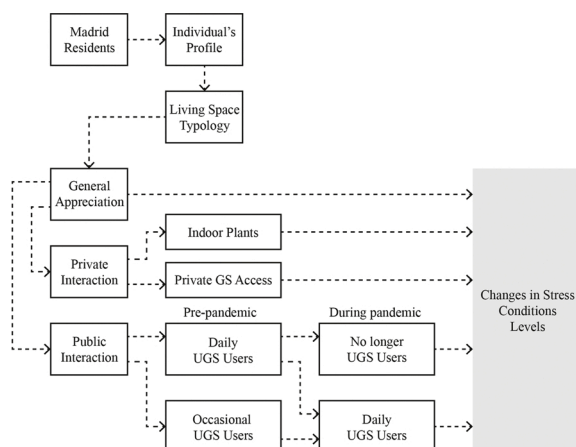 Madrid
Residents
Individual's
Profile
Living Space
Typology
General
Appreciation
Indoor Plants
Private
Interaction
Private GS Access
Changes in Stress
Conditions
Levels
Pre-pandemic
During pandemic
Public
Interaction
Daily
UGS Users
No longer
UGS Users
Occasional
UGS Users
Daily
UGS Users